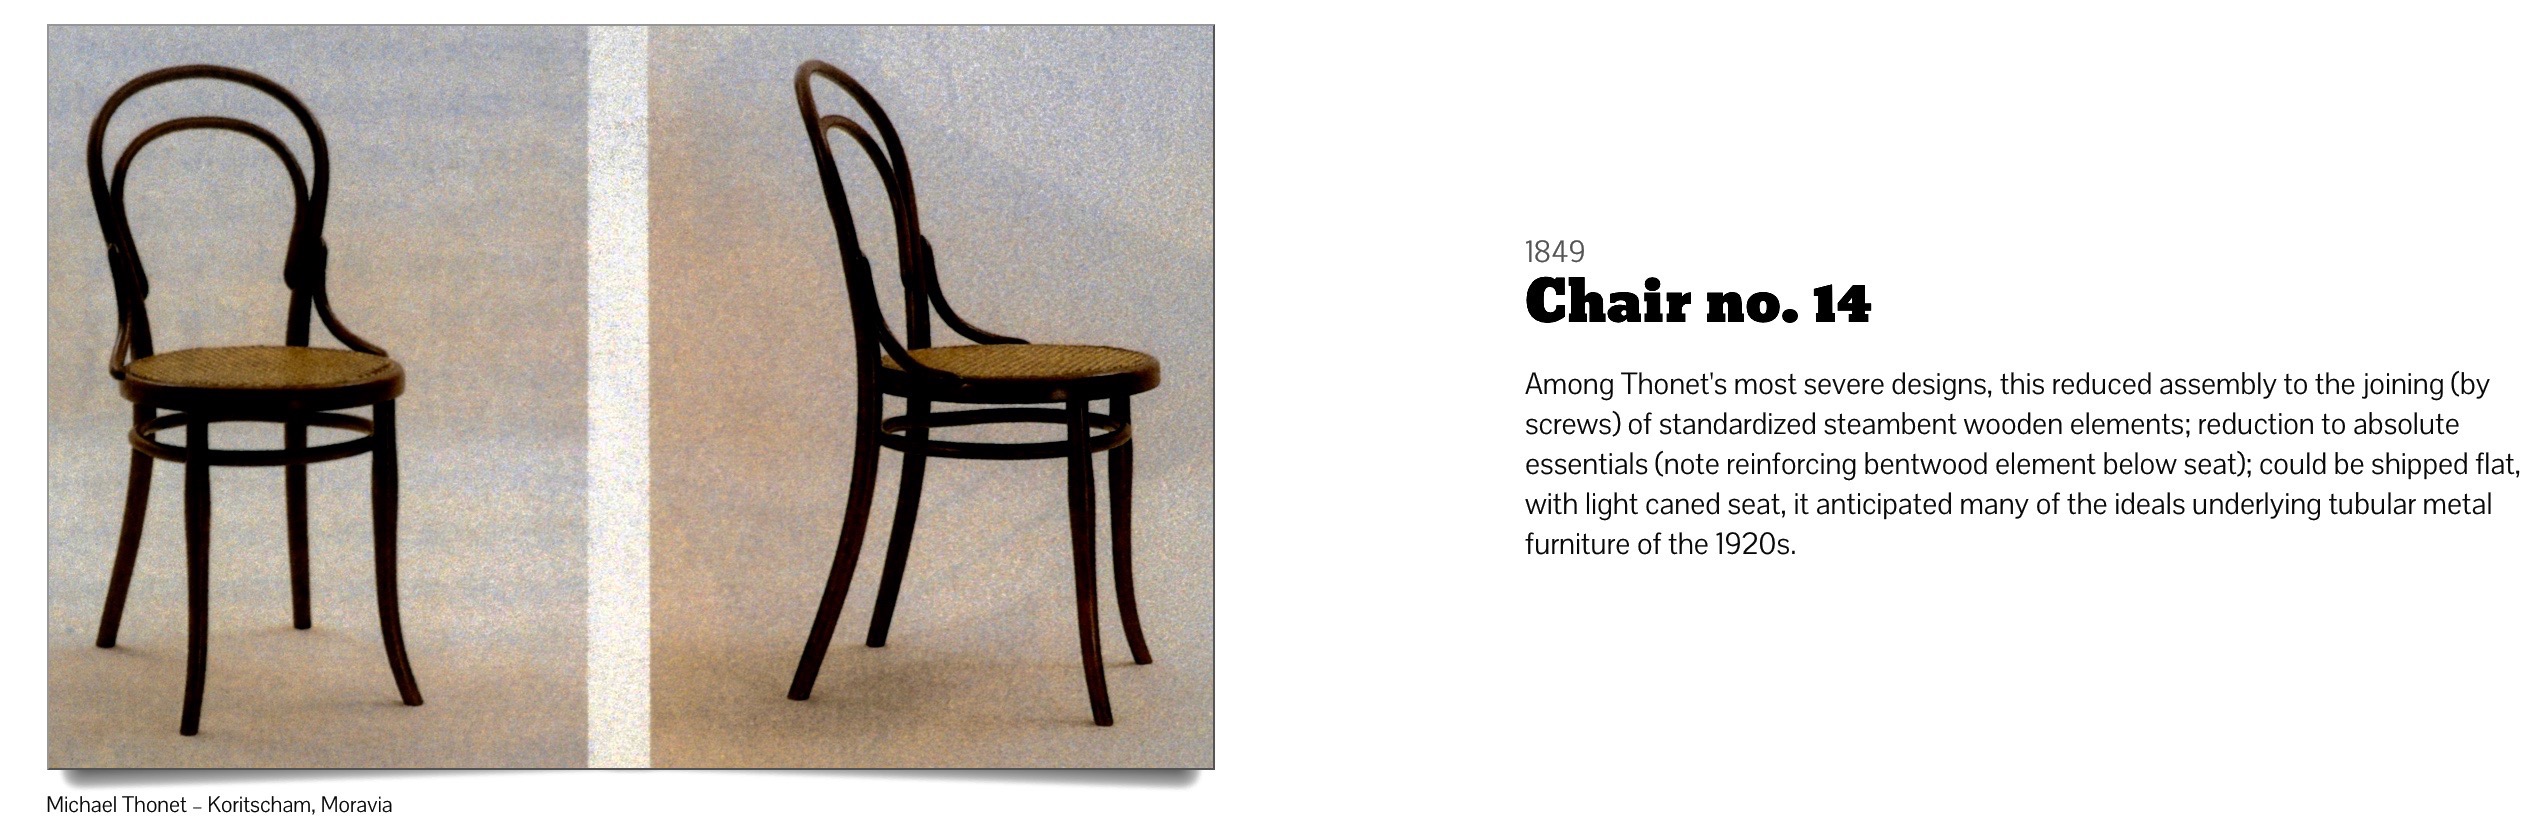 1849
Chair no. 14
Among Thonet's most severe designs, this reduced assembly to the joining (by
screws) of standardized steambent wooden elements; reduction to absolute
essentials (note reinforcing bentwood element below seat); could be shipped flat,
with light caned seat, it anticipated many of the ideals underlying tubular metal
furniture of the 1920s.
Michael Thonet – Koritscham, Moravia